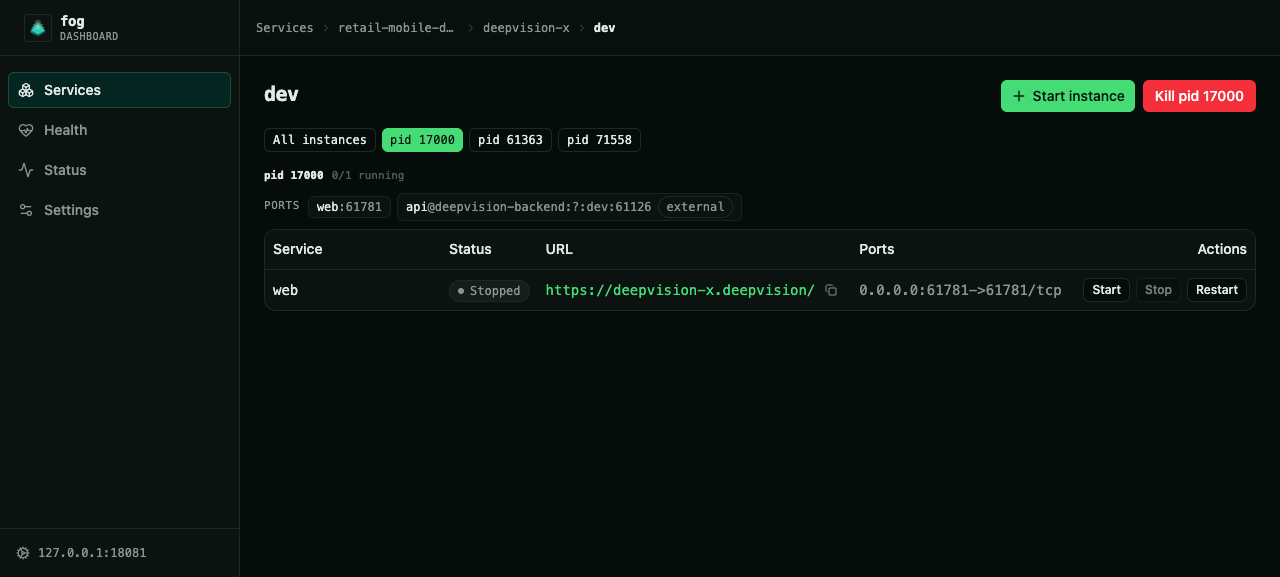 fog
DASHBOARD
Services
Health
Status
Settings
127.0.0.1:18081
Services > retail-mobile-d… > deepvision-x > dev
dev
+ Start instance
Kill pid 17000
All instances
pid 17000
pid 61363
pid 71558
pid 17000 0/1 running
PORTS web:61781 api@deepvision-backend:?:dev:61126 external
Service Status URL Ports Actions
web Stopped https://deepvision-x.deepvision/ 0.0.0.0:61781->61781/tcp Start Stop Restart